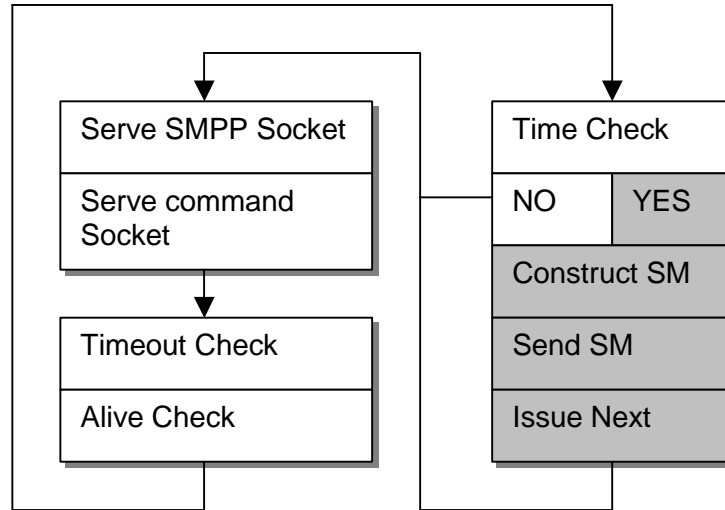 Serve SMPP Socket
Serve command
Socket
Timeout Check
Alive Check
Time Check
NO
YES
Construct SM
Send SM
Issue Next